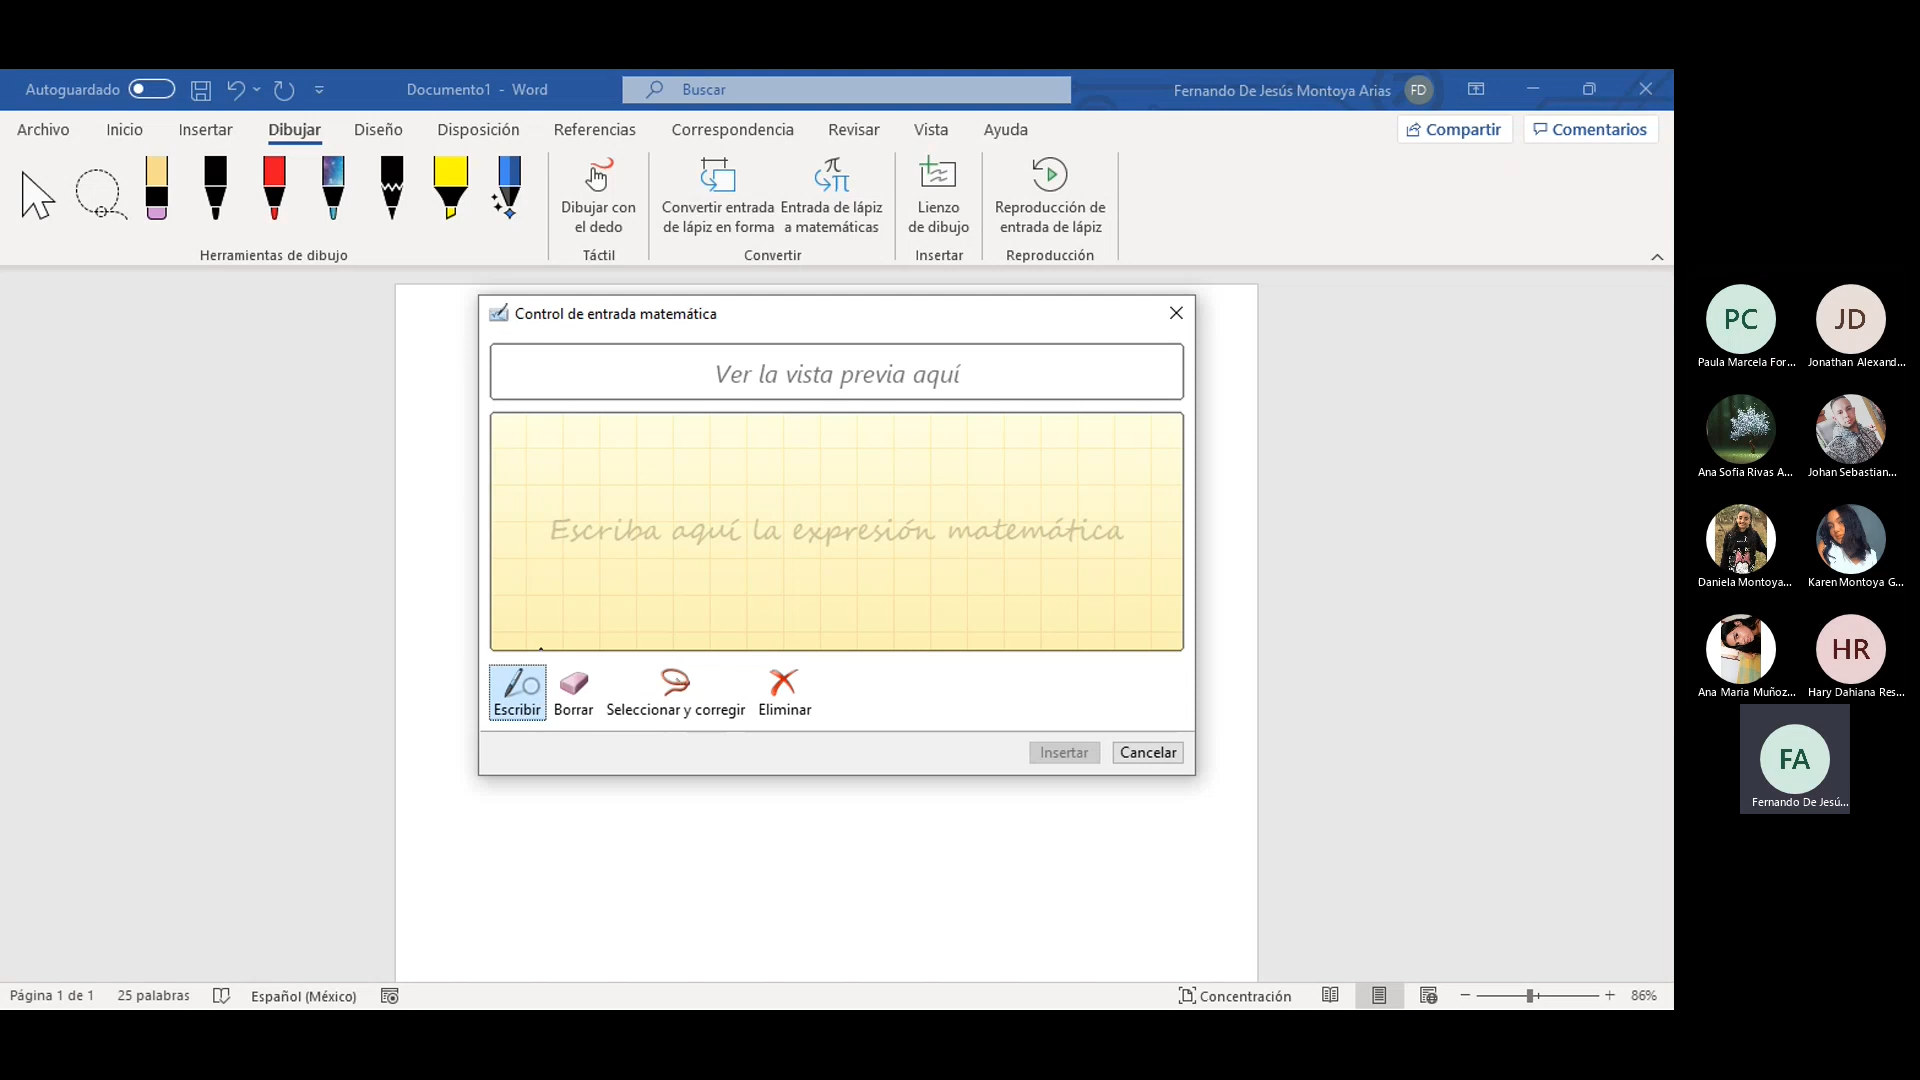 Autoguardado
Documento1 - Word
Buscar
Fernando De Jesús Montoya Arias
FD
Archivo Inicio Insertar Dibujar Diseño Disposición Referencias Correspondencia Revisar Vista Ayuda
Compartir
Comentarios
Dibujar con
el dedo
Convertir entrada
de lápiz en forma
Entrada de lápiz
a matemáticas
Lienzo
de dibujo
Reproducción de
entrada de lápiz
Herramientas de dibujo
Táctil
Convertir
Insertar
Reproducción
Control de entrada matemática
Ver la vista previa aquí
Escriba aquí la expresión matemática
Escribir
Borrar
Seleccionar y corregir
Eliminar
Insertar
Cancelar
Página 1 de 1
25 palabras
Español (México)
Concentración
86%
PC
Paula Marcela For...
JD
Jonathan Alexand...
Ana Sofia Rivas A...
Johan Sebastian...
Daniela Montoya...
Karen Montoya G...
Ana Maria Muñoz...
HR
Hary Dahiana Res...
FA
Fernando De Jesú...